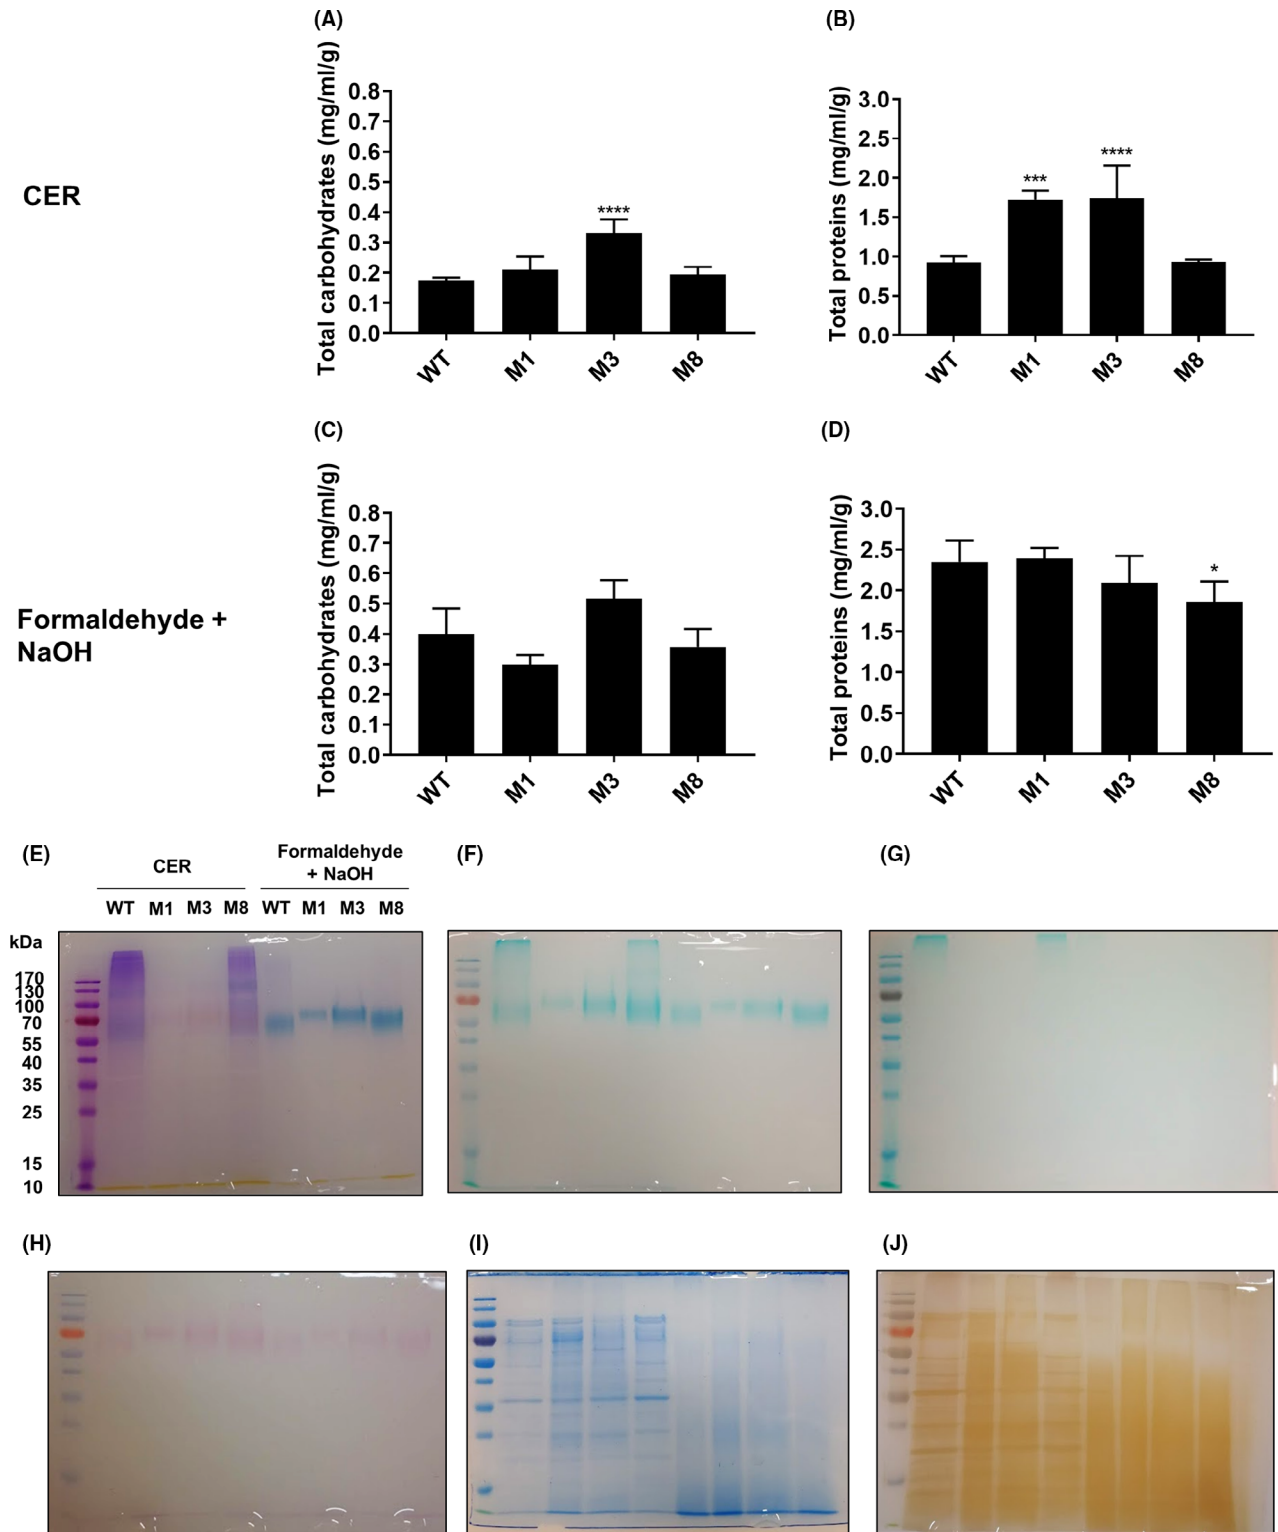 (A)
(B)
CER
Total carbohydrates (mg/ml/g)
0.8
0.7
0.6
0.5
0.4
0.3
0.2
0.1
0.0
****
WT
M1
M3
M8
Total proteins (mg/ml/g)
3.0
2.5
2.0
1.5
1.0
0.5
0.0
***
****
WT
M1
M3
M8
(C)
(D)
Formaldehyde +
NaOH
Total carbohydrates (mg/ml/g)
0.8
0.7
0.6
0.5
0.4
0.3
0.2
0.1
0.0
WT
M1
M3
M8
Total proteins (mg/ml/g)
3.0
2.5
2.0
1.5
1.0
0.5
0.0
*
WT
M1
M3
M8
(E)
CER
Formaldehyde
+ NaOH
WT M1 M3 M8 WT M1 M3 M8
kDa
170
130
100
70
55
40
35
25
15
10
(F)
(G)
(H)
(I)
(J)